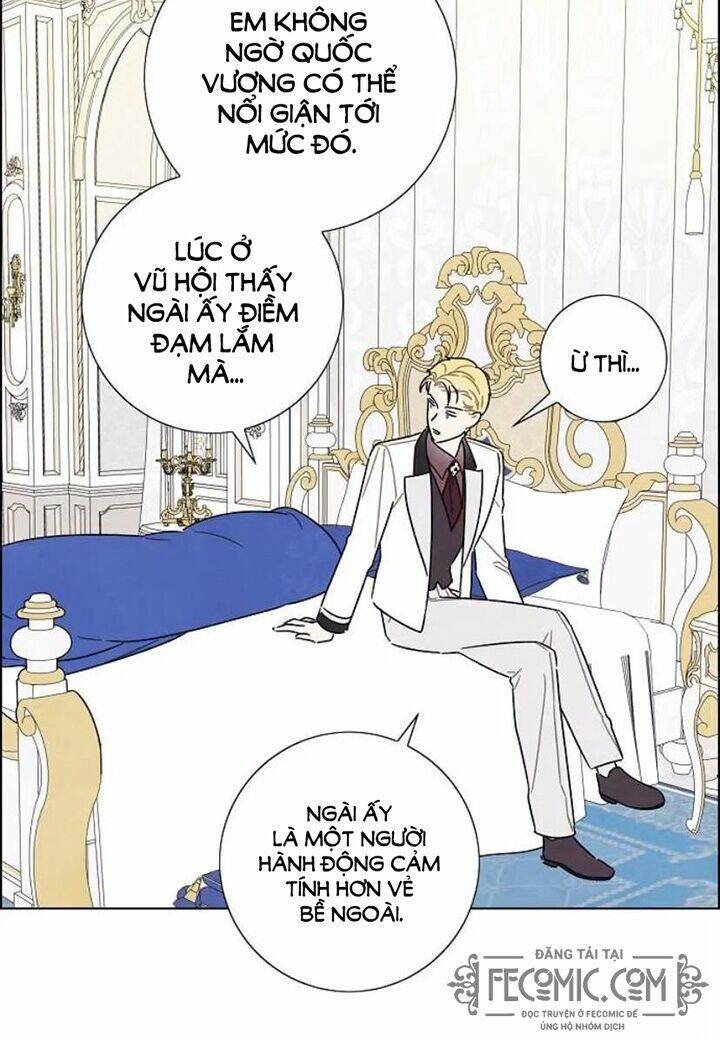 EM KHÔNG
NGỜ QUỐC
VƯƠNG CÓ THỂ
NỔI GIẬN TỚI
MỨC ĐÓ.
LÚC Ở
VŨ HỘI THẤY
NGÀI ẤY ĐIỀM
ĐẠM LẮM
MÀ...
Ừ THÌ...
NGÀI ẤY
LÀ MỘT NGƯỜI
HÀNH ĐỘNG CẢM
TÍNH HƠN VẺ
BỀ NGOÀI.
ĐĂNG TẢI TẠI
FECOMIC.COM
ĐỌC TRUYỆN Ở FECOMIC ĐỂ
ỦNG HỘ NHÓM DỊCH